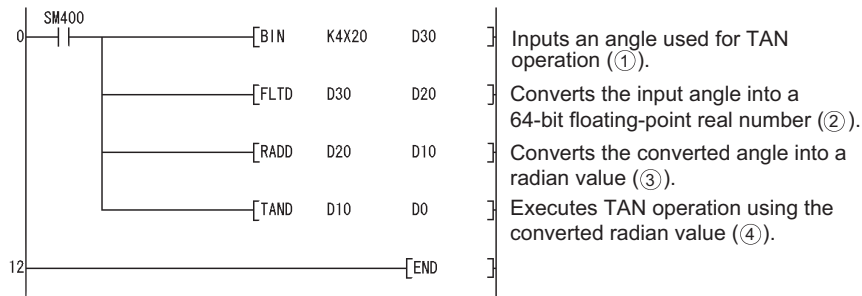 SM400
0 BIN K4X20 D30 Inputs an angle used for TAN
operation (①).
FLTD D30 D20 Converts the input angle into a
64-bit floating-point real number (②).
RADD D20 D10 Converts the converted angle into a
radian value (③).
TAND D10 D0 Executes TAN operation using the
converted radian value (④).
12 END